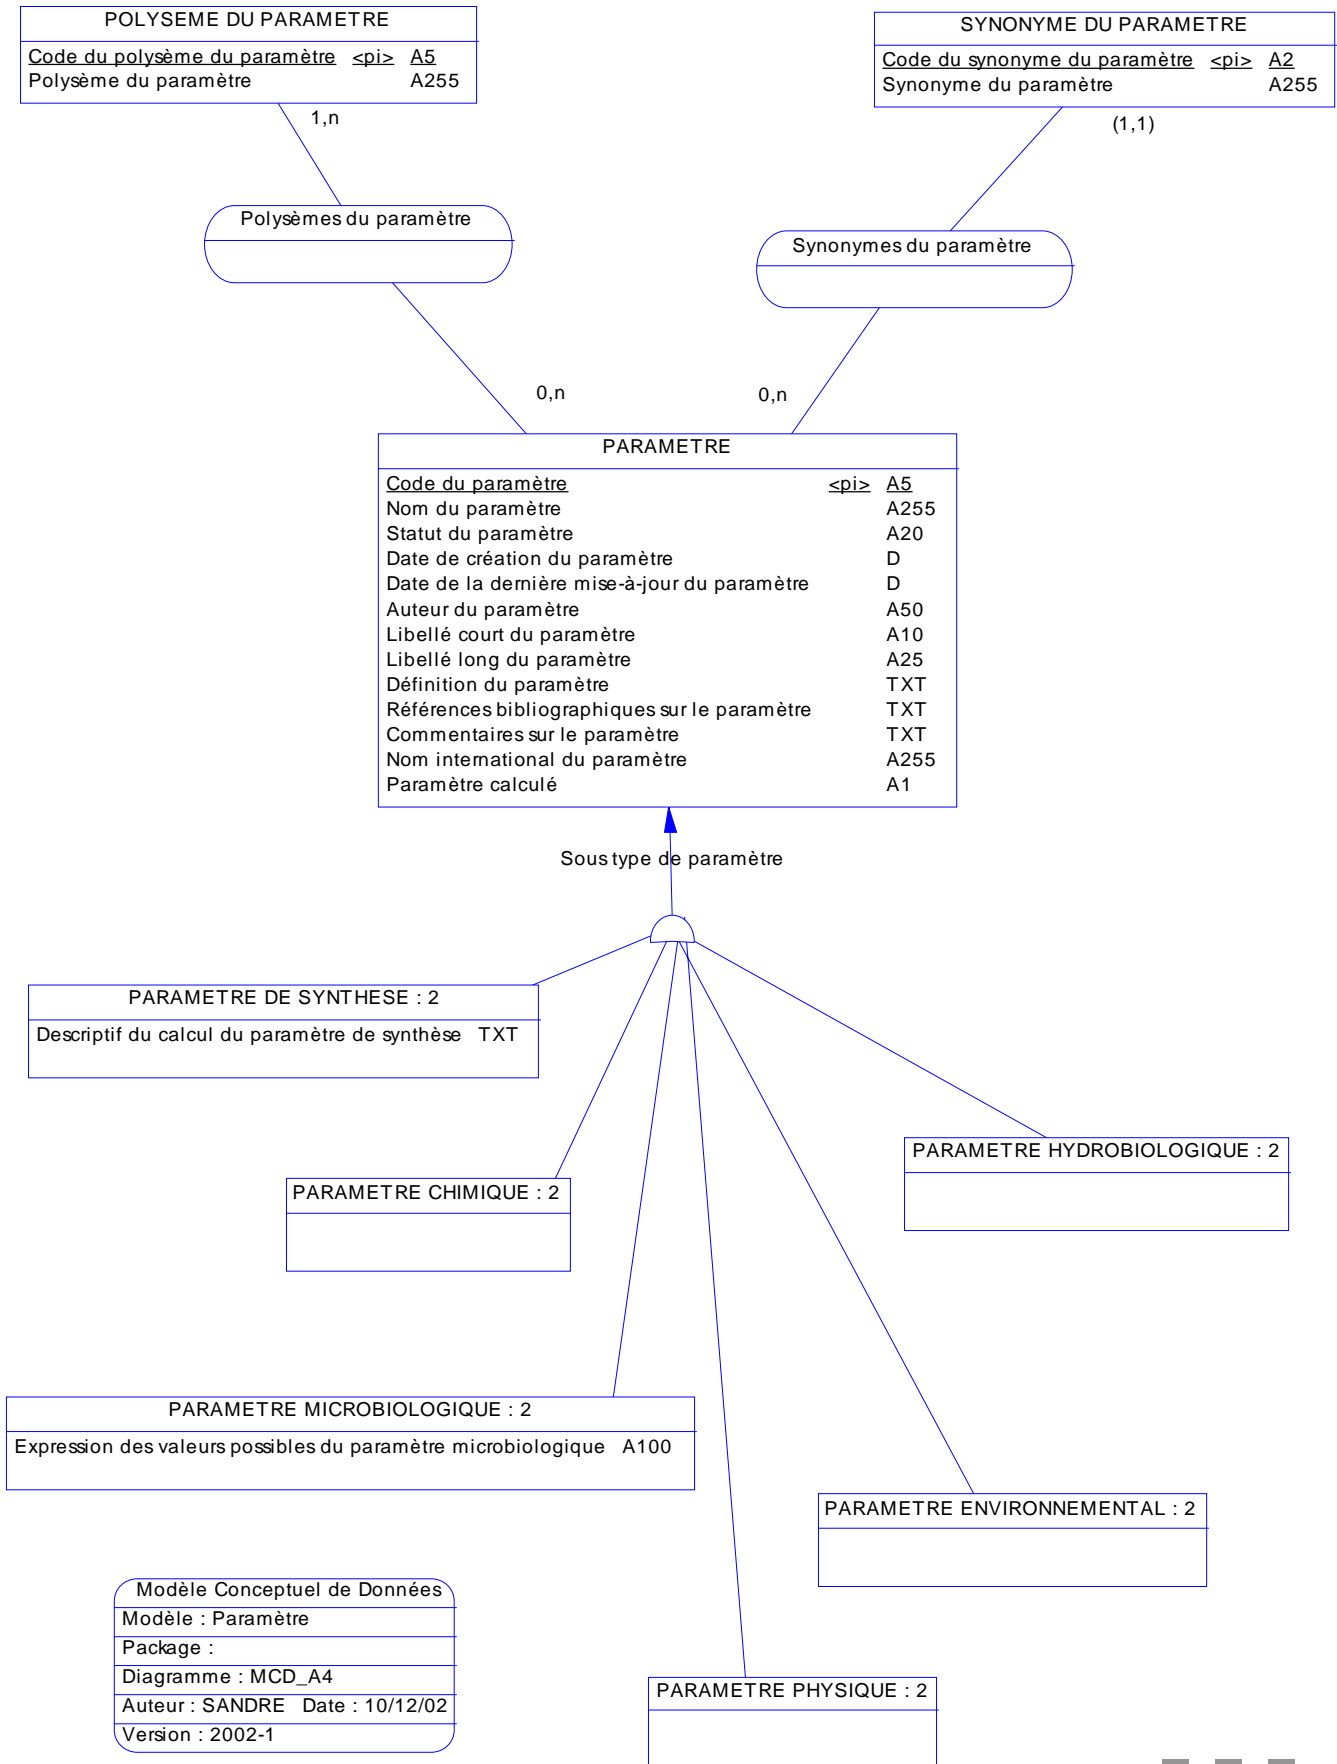 POLYSEME DU PARAMETRE
Code du polysème du paramètre <pi> A5
Polysème du paramètre A255
1,n
SYNONYME DU PARAMETRE
Code du synonyme du paramètre <pi> A2
Synonyme du paramètre A255
(1,1)
Polysèmes du paramètre
Synonymes du paramètre
0,n
0,n
PARAMETRE
Code du paramètre <pi> A5
Nom du paramètre A255
Statut du paramètre A20
Date de création du paramètre D
Date de la dernière mise-à-jour du paramètre D
Auteur du paramètre A50
Libellé court du paramètre A10
Libellé long du paramètre A25
Définition du paramètre TXT
Références bibliographiques sur le paramètre TXT
Commentaires sur le paramètre TXT
Nom international du paramètre A255
Paramètre calculé A1
Sous type de paramètre
PARAMETRE DE SYNTHESE : 2
Descriptif du calcul du paramètre de synthèse TXT
PARAMETRE HYDROBIOLOGIQUE : 2
PARAMETRE CHIMIQUE : 2
PARAMETRE MICROBIOLOGIQUE : 2
Expression des valeurs possibles du paramètre microbiologique A100
PARAMETRE ENVIRONNEMENTAL : 2
PARAMETRE PHYSIQUE : 2
Modèle Conceptuel de Données
Modèle : Paramètre
Package :
Diagramme : MCD_A4
Auteur : SANDRE Date : 10/12/02
Version : 2002-1